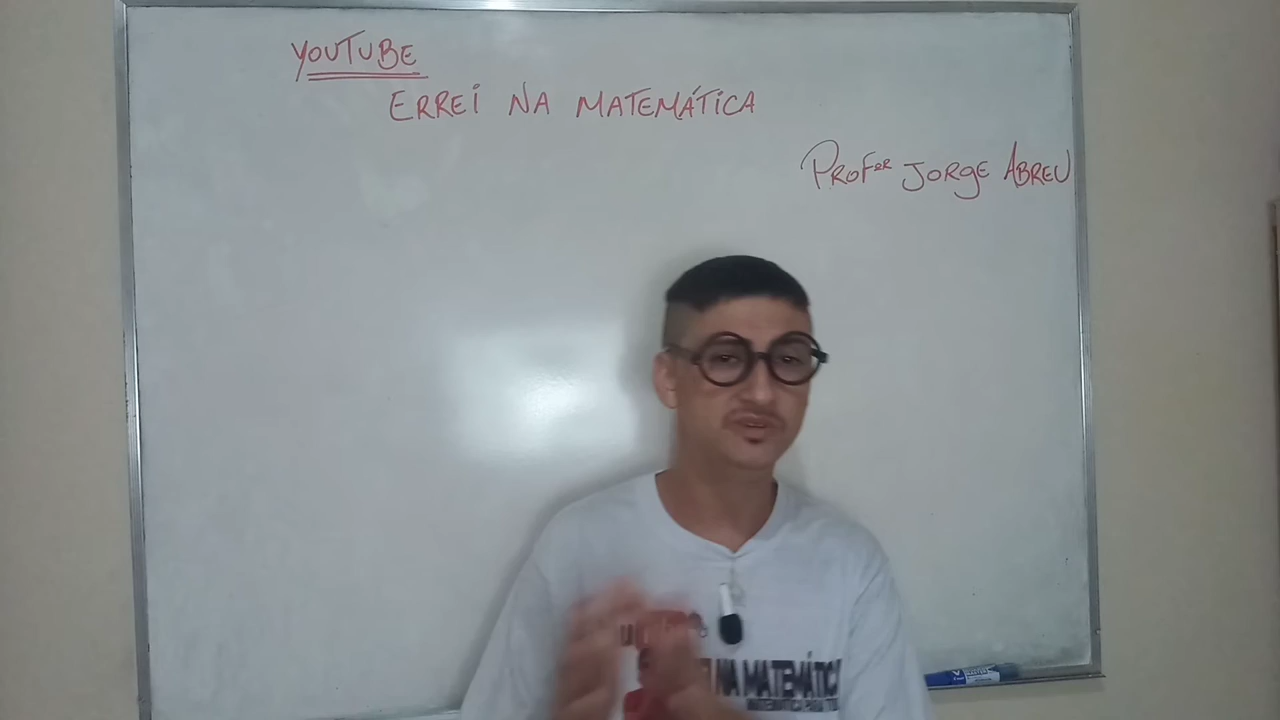 YOUTUBE
ERREI NA MATEMÁTICA
PROFER JORGE ABREU
NA MATEMÁTICA